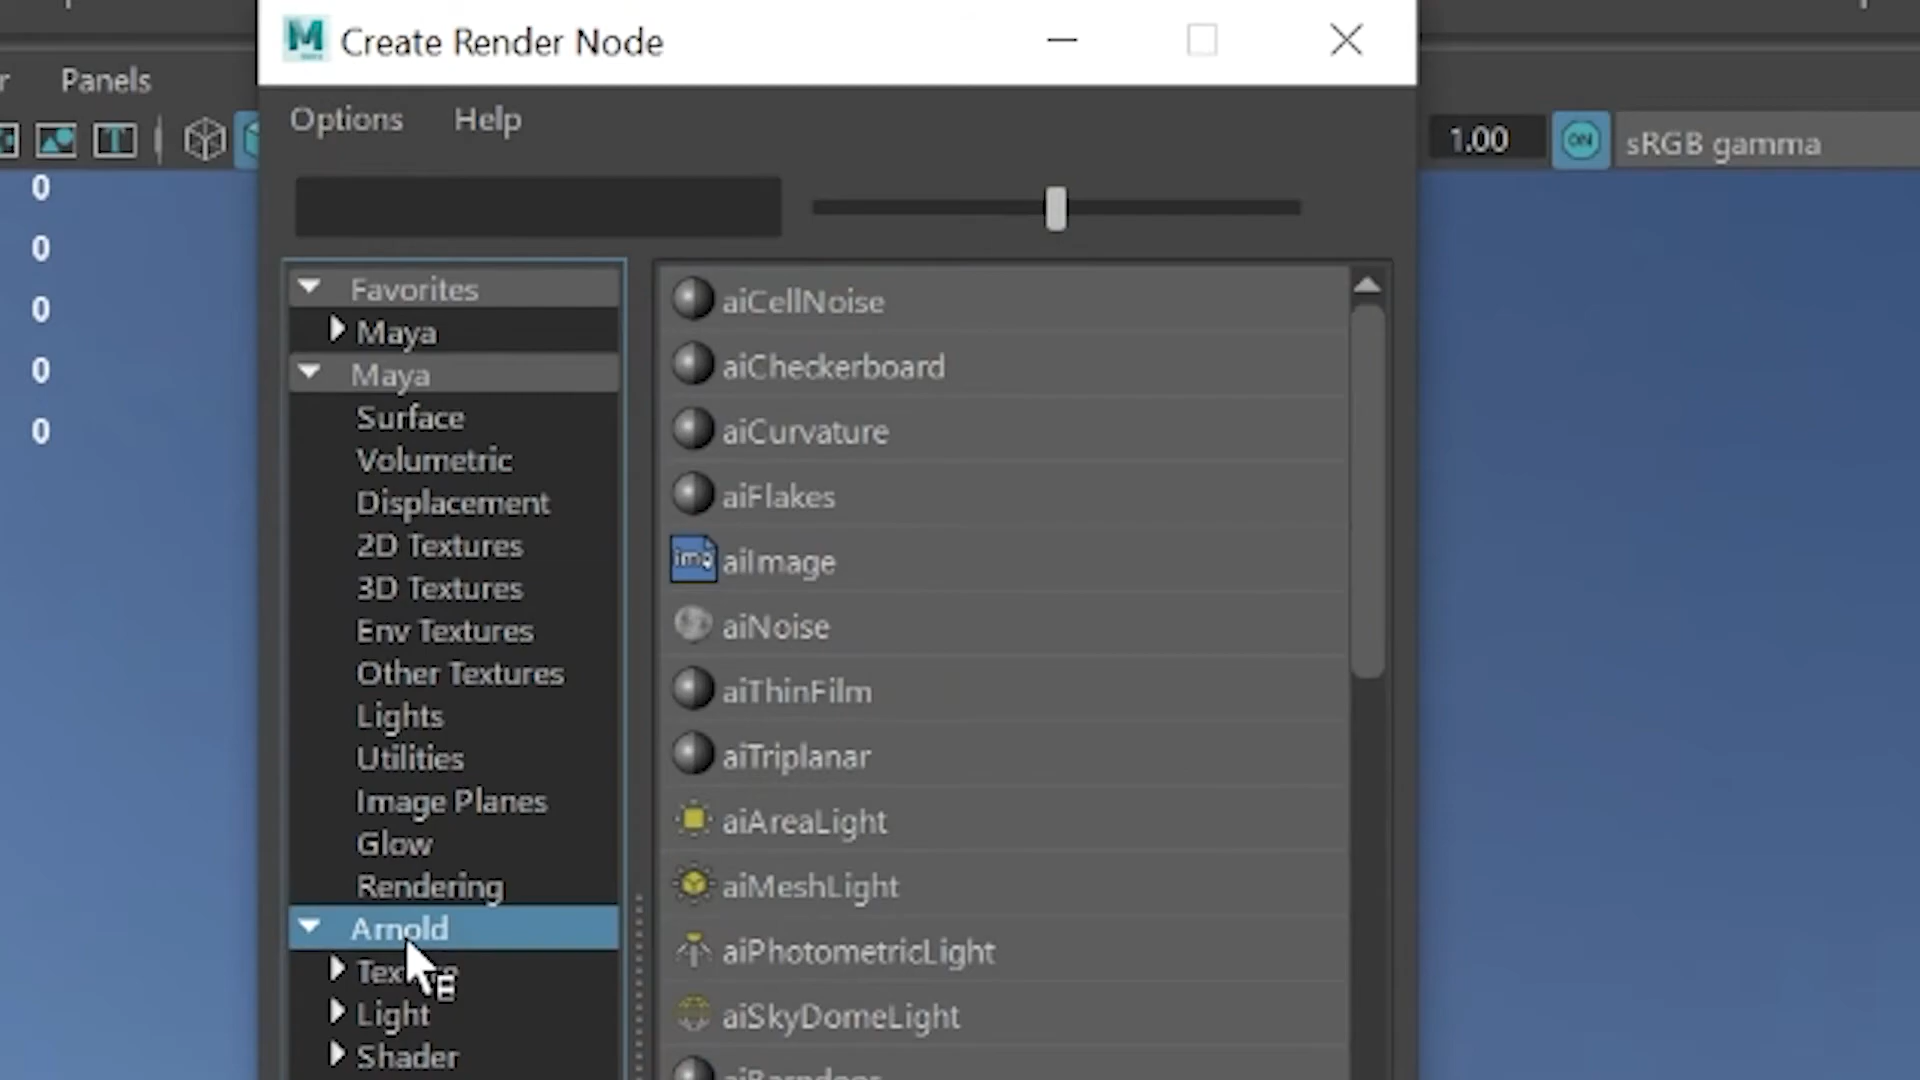 Create Render Node
Panels
Options Help
1.00
ON
sRGB gamma
T
0
0
0
0
0
Favorites
Maya
Maya
Surface
Volumetric
Displacement
2D Textures
3D Textures
Env Textures
Other Textures
Lights
Utilities
Image Planes
Glow
Rendering
Arnold
Light
Shader
aiCellNoise
aiCheckerboard
aiCurvature
aiFlakes
img
aiImage
aiNoise
aiThinFilm
aiTriplanar
aiAreaLight
aiMeshLight
aiPhotometricLight
aiSkyDomeLight